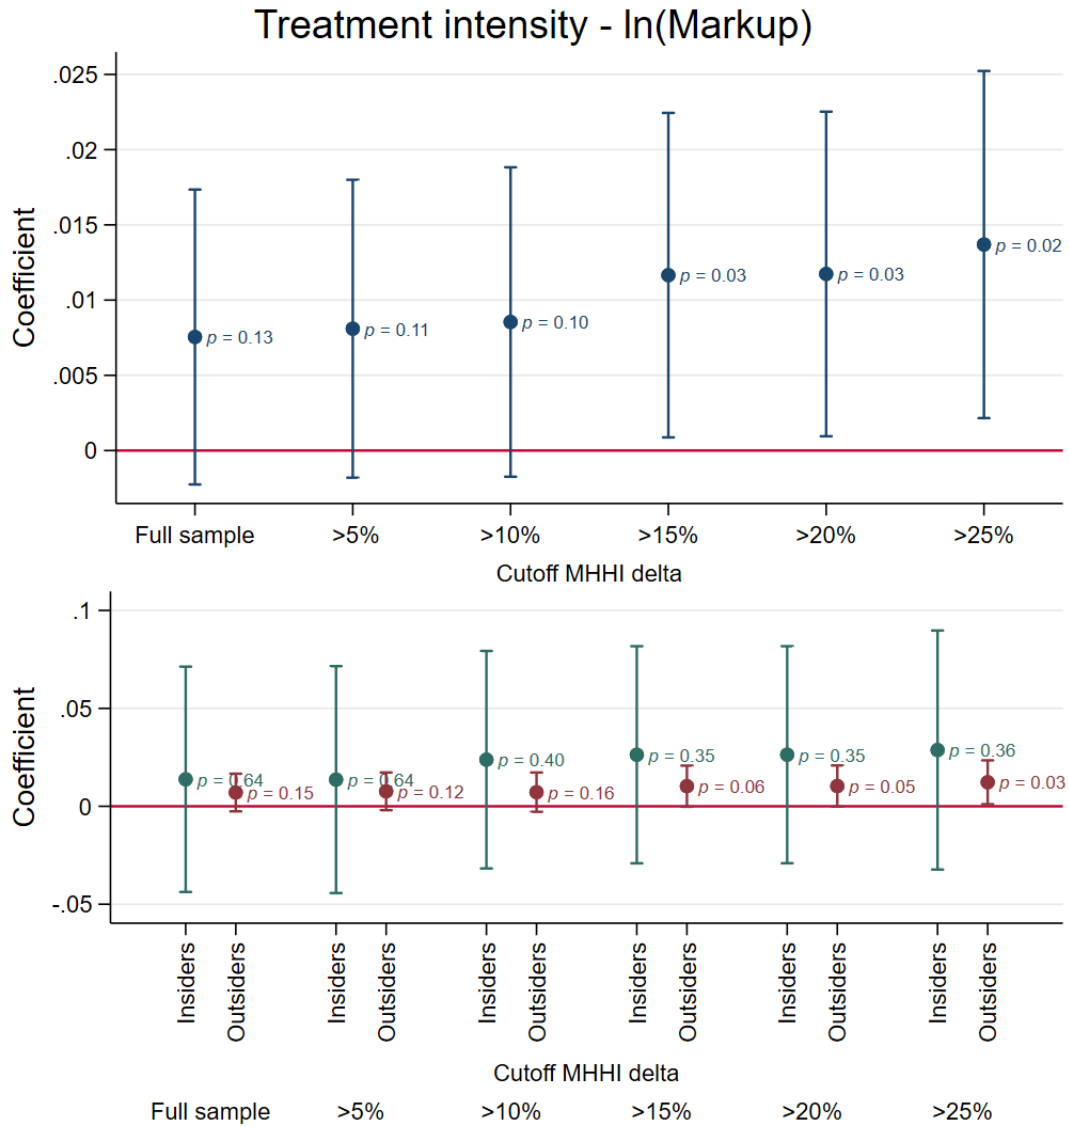 Treatment intensity - ln(Markup)
.025
.02
.015
.01
.005
0
Coefficient
p = 0.13
p = 0.11
p = 0.10
p = 0.03
p = 0.03
p = 0.02
Full sample >5% >10% >15% >20% >25%
Cutoff MHHI delta
.1
.05
0
-.05
Coefficient
p = 0.64
p = 0.15
p = 0.64
p = 0.12
p = 0.40
p = 0.16
p = 0.35
p = 0.06
p = 0.35
p = 0.05
p = 0.36
p = 0.03
Insiders Outsiders Insiders Outsiders Insiders Outsiders Insiders Outsiders Insiders Outsiders Insiders Outsiders
Cutoff MHHI delta
Full sample >5% >10% >15% >20% >25%